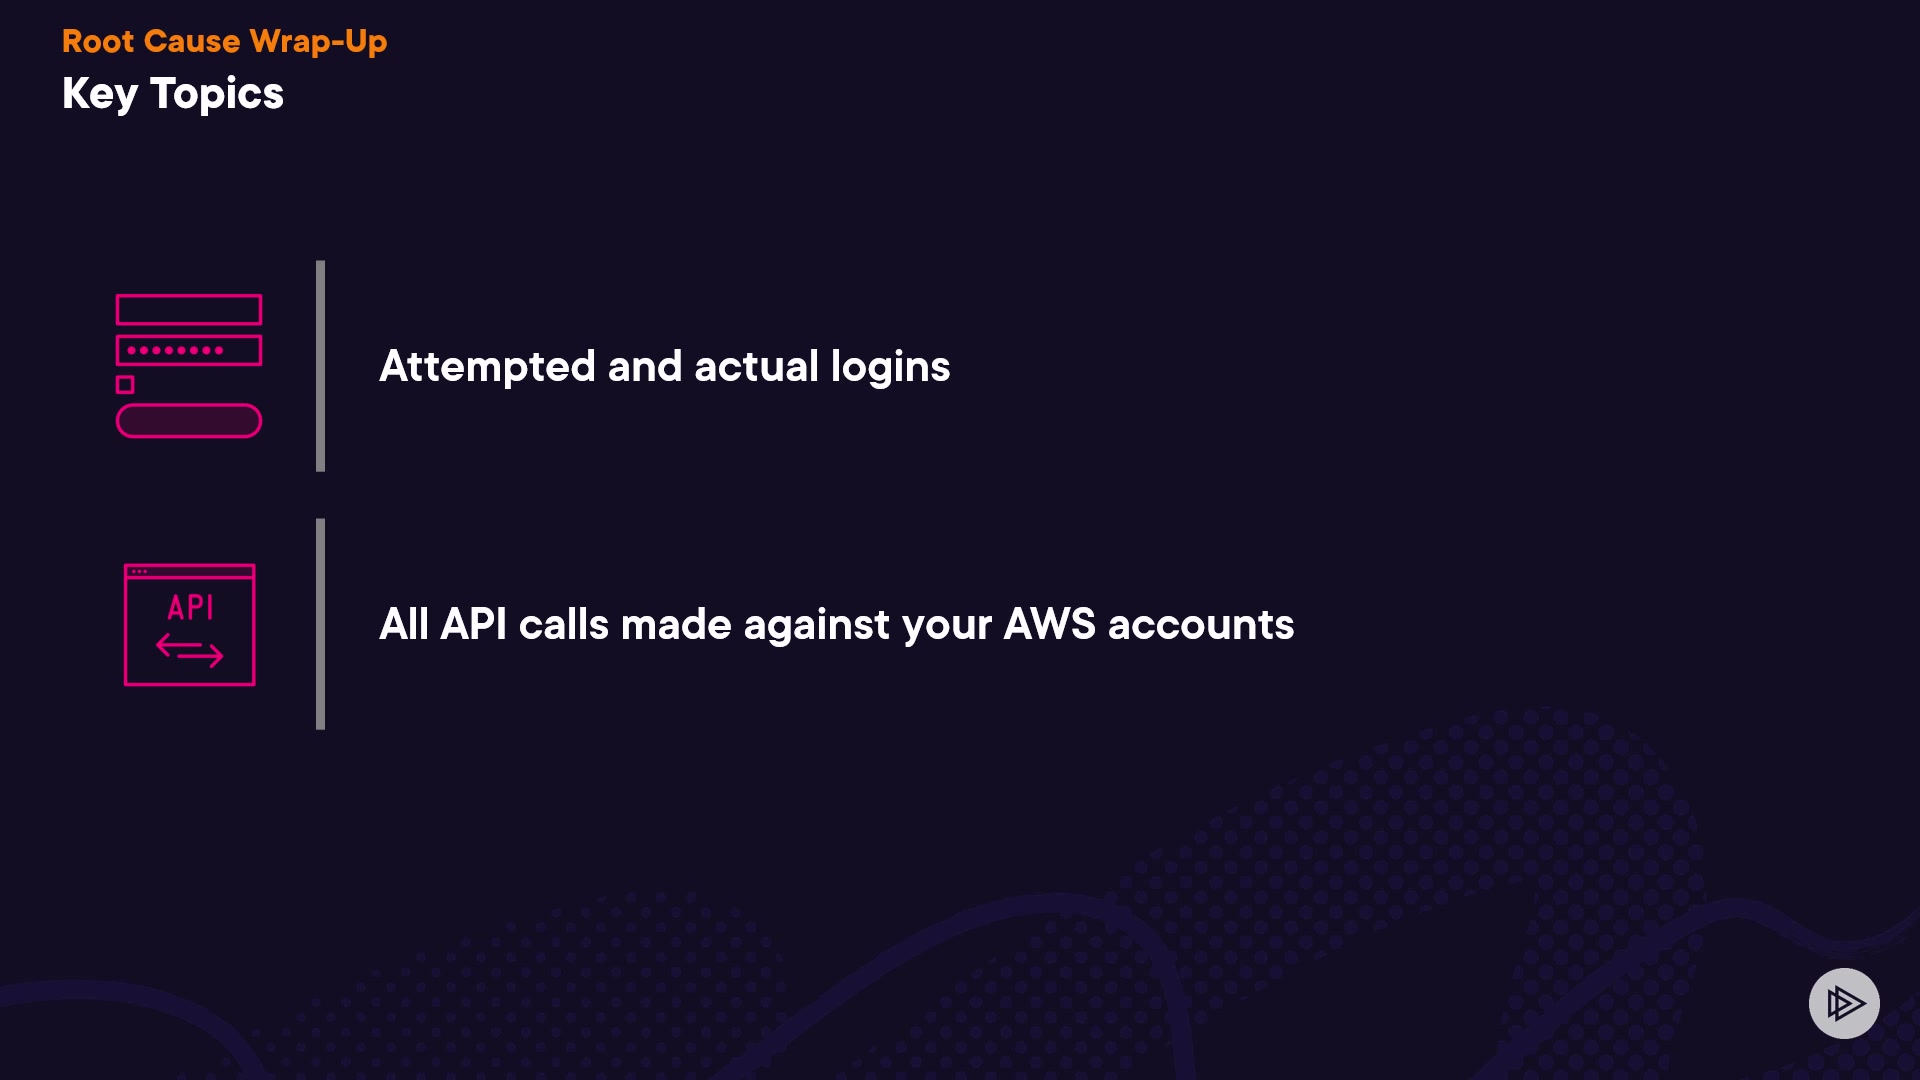 Root Cause Wrap-Up
Key Topics
Attempted and actual logins
API
All API calls made against your AWS accounts